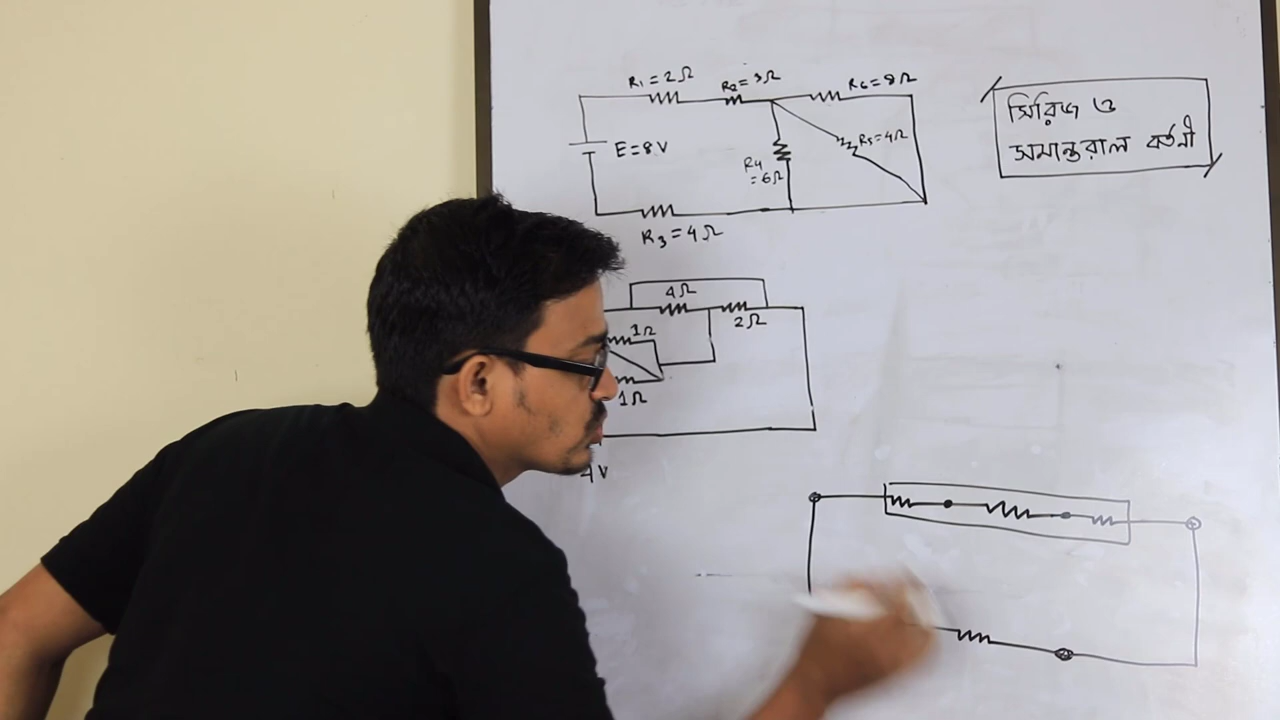 R₁=2Ω
R₂=3Ω
R₆=8Ω
E=8V
R₄
=6Ω
R₅=4Ω
R₃=4Ω
সিরিজ ও
সমান্তরাল বর্তনী
4Ω
2Ω
1Ω
1Ω
4V